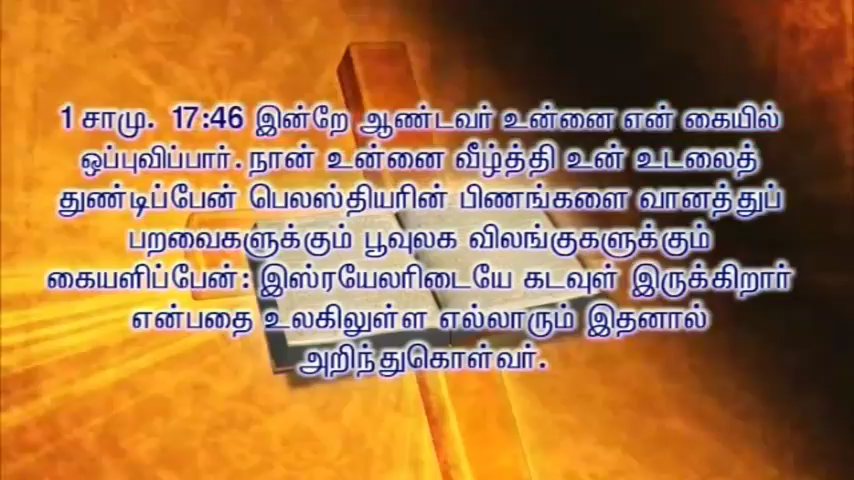 1 சாமு. 17:46 இன்றே ஆண்டவர் உன்னை என் கையில்
ஒப்புவிப்பார். நான் உன்னை வீழ்த்தி உன் உடலைத்
துண்டிப்பேன் பெலஸ்தியரின் பிணங்களை வானத்துப்
பறவைகளுக்கும் பூவுலக விலங்குகளுக்கும்
கையளிப்பேன்: இஸ்ரயேலரிடையே கடவுள் இருக்கிறார்
என்பதை உலகிலுள்ள எல்லாரும் இதனால்
அறிந்துகொள்வர்.